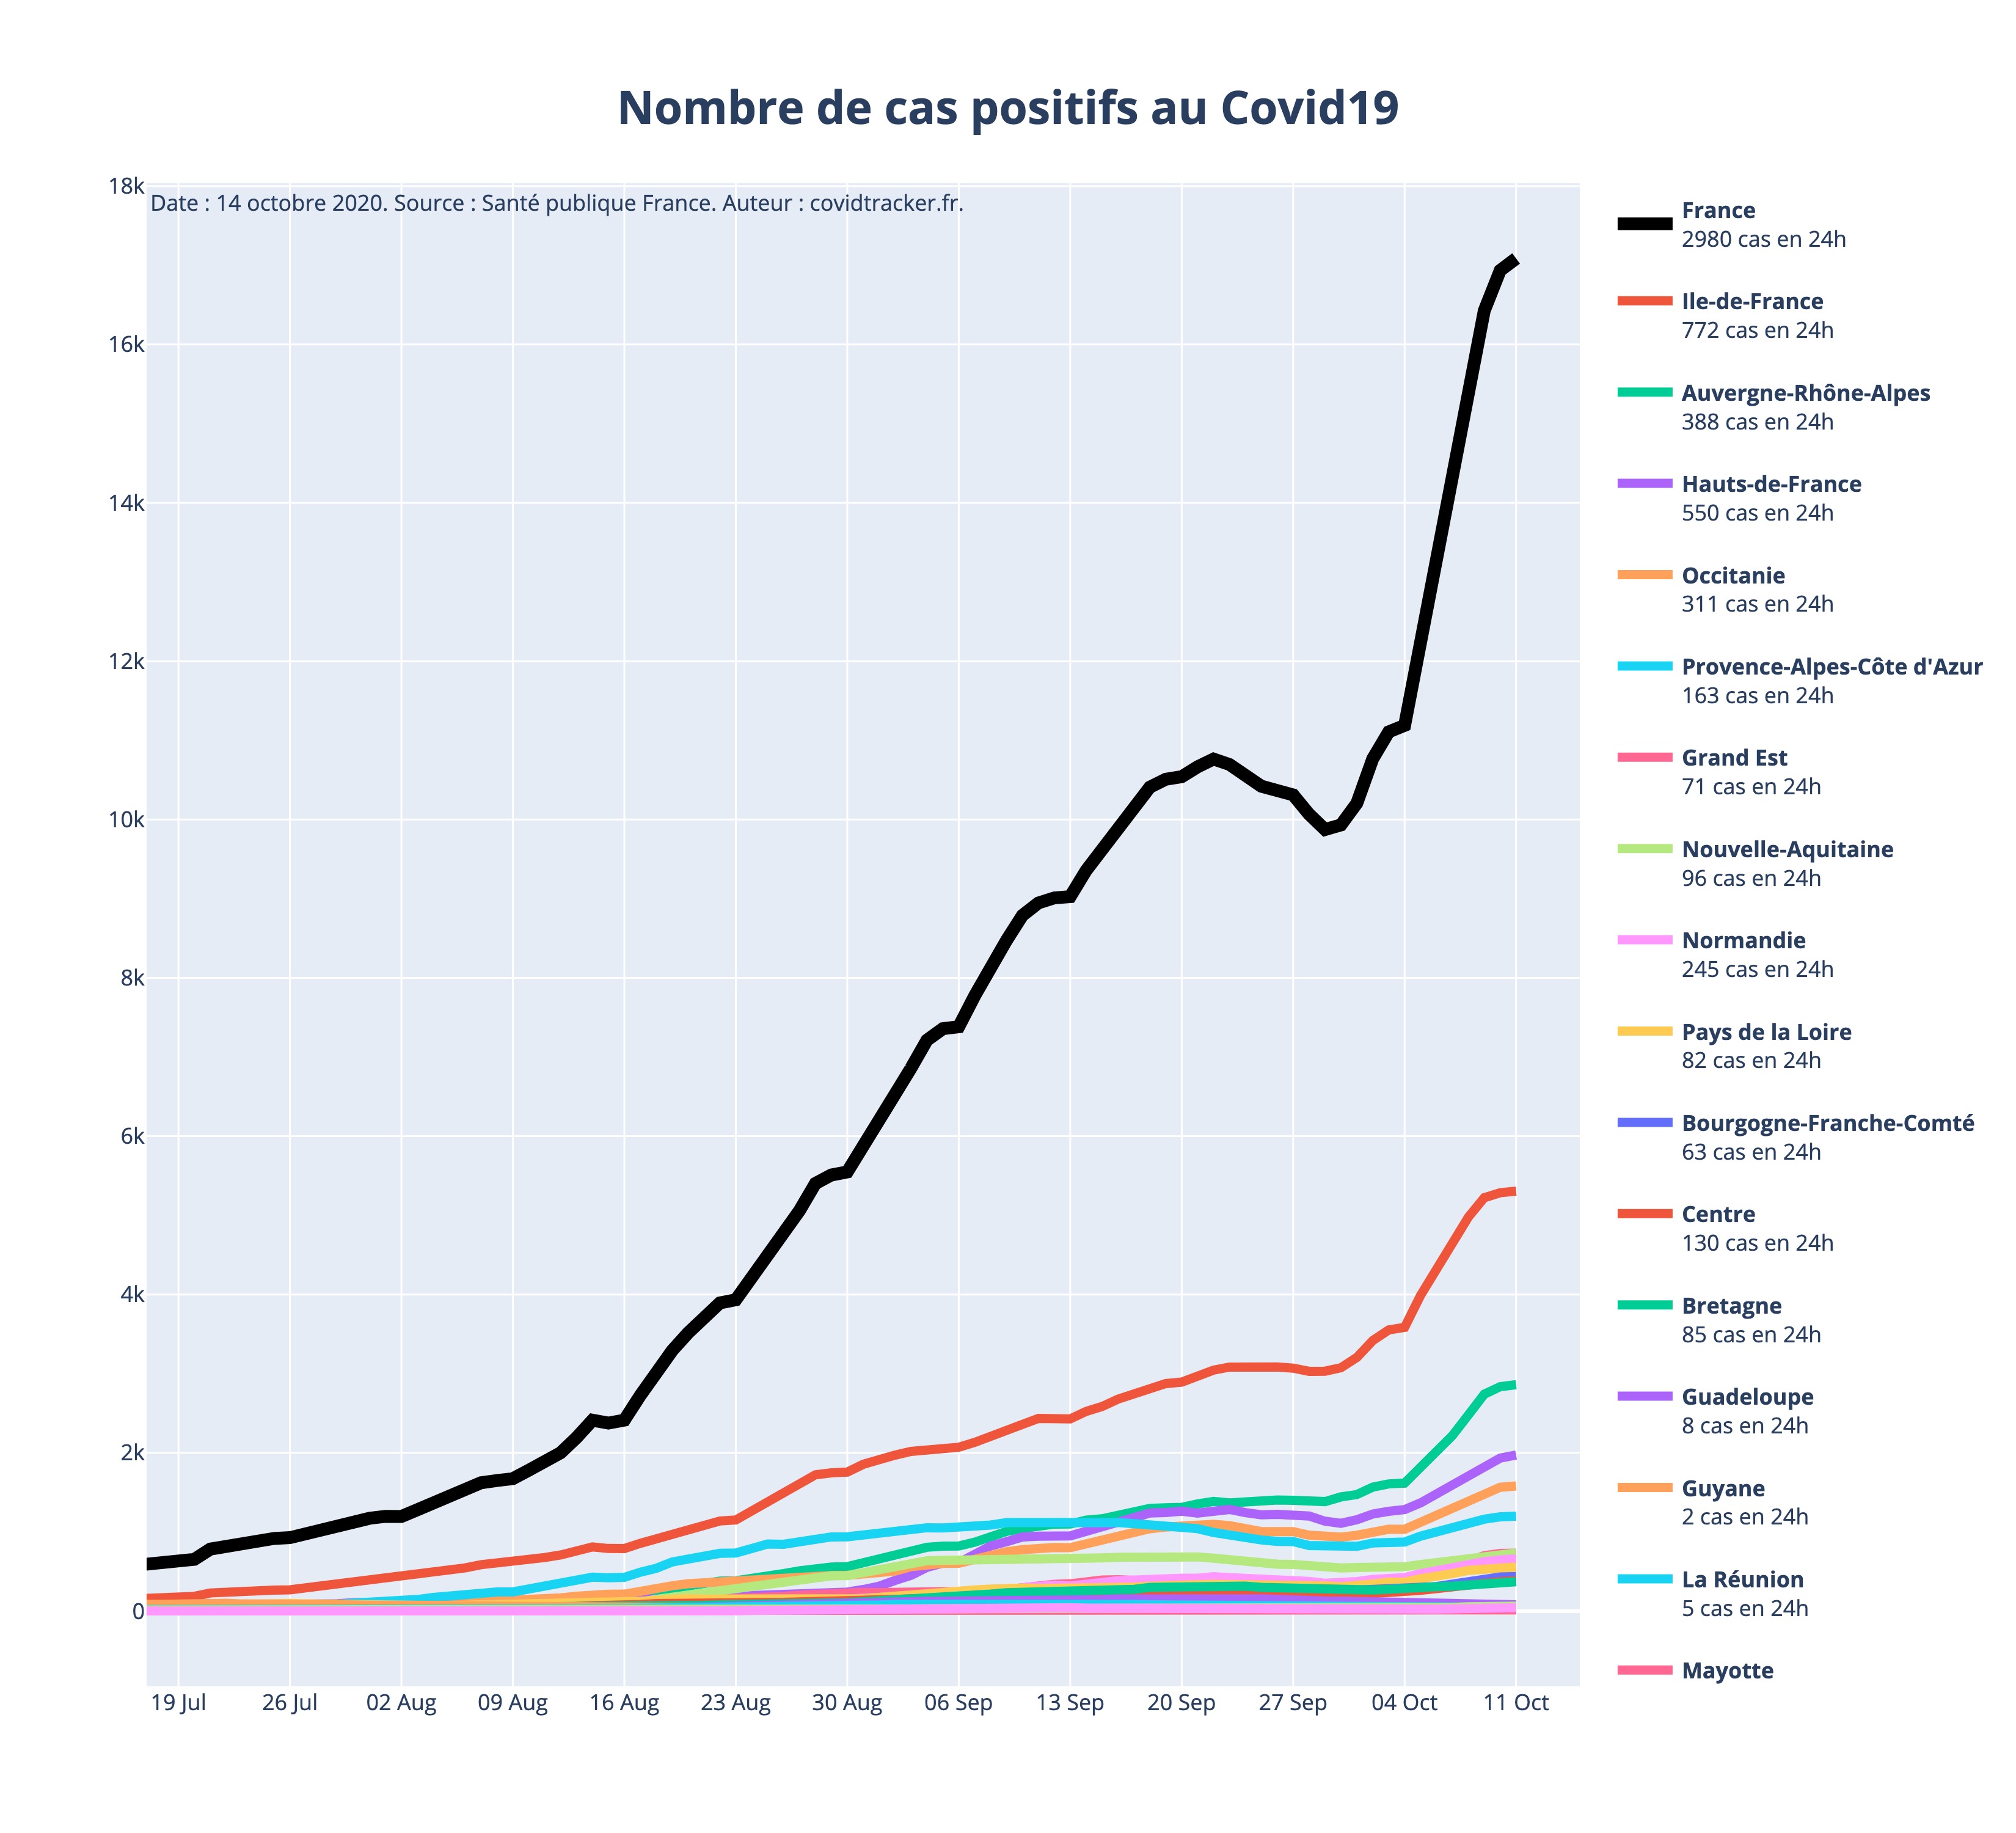 Nombre de cas positifs au Covid19
18k
Date : 14 octobre 2020. Source : Santé publique France. Auteur : covidtracker.fr.
16k
14k
12k
10k
8k
6k
4k
2k
0
19 Jul
26 Jul
02 Aug
09 Aug
16 Aug
23 Aug
30 Aug
06 Sep
13 Sep
20 Sep
27 Sep
04 Oct
11 Oct
France
2980 cas en 24h
Ile-de-France
772 cas en 24h
Auvergne-Rhône-Alpes
388 cas en 24h
Hauts-de-France
550 cas en 24h
Occitanie
311 cas en 24h
Provence-Alpes-Côte d'Azur
163 cas en 24h
Grand Est
71 cas en 24h
Nouvelle-Aquitaine
96 cas en 24h
Normandie
245 cas en 24h
Pays de la Loire
82 cas en 24h
Bourgogne-Franche-Comté
63 cas en 24h
Centre
130 cas en 24h
Bretagne
85 cas en 24h
Guadeloupe
8 cas en 24h
Guyane
2 cas en 24h
La Réunion
5 cas en 24h
Mayotte